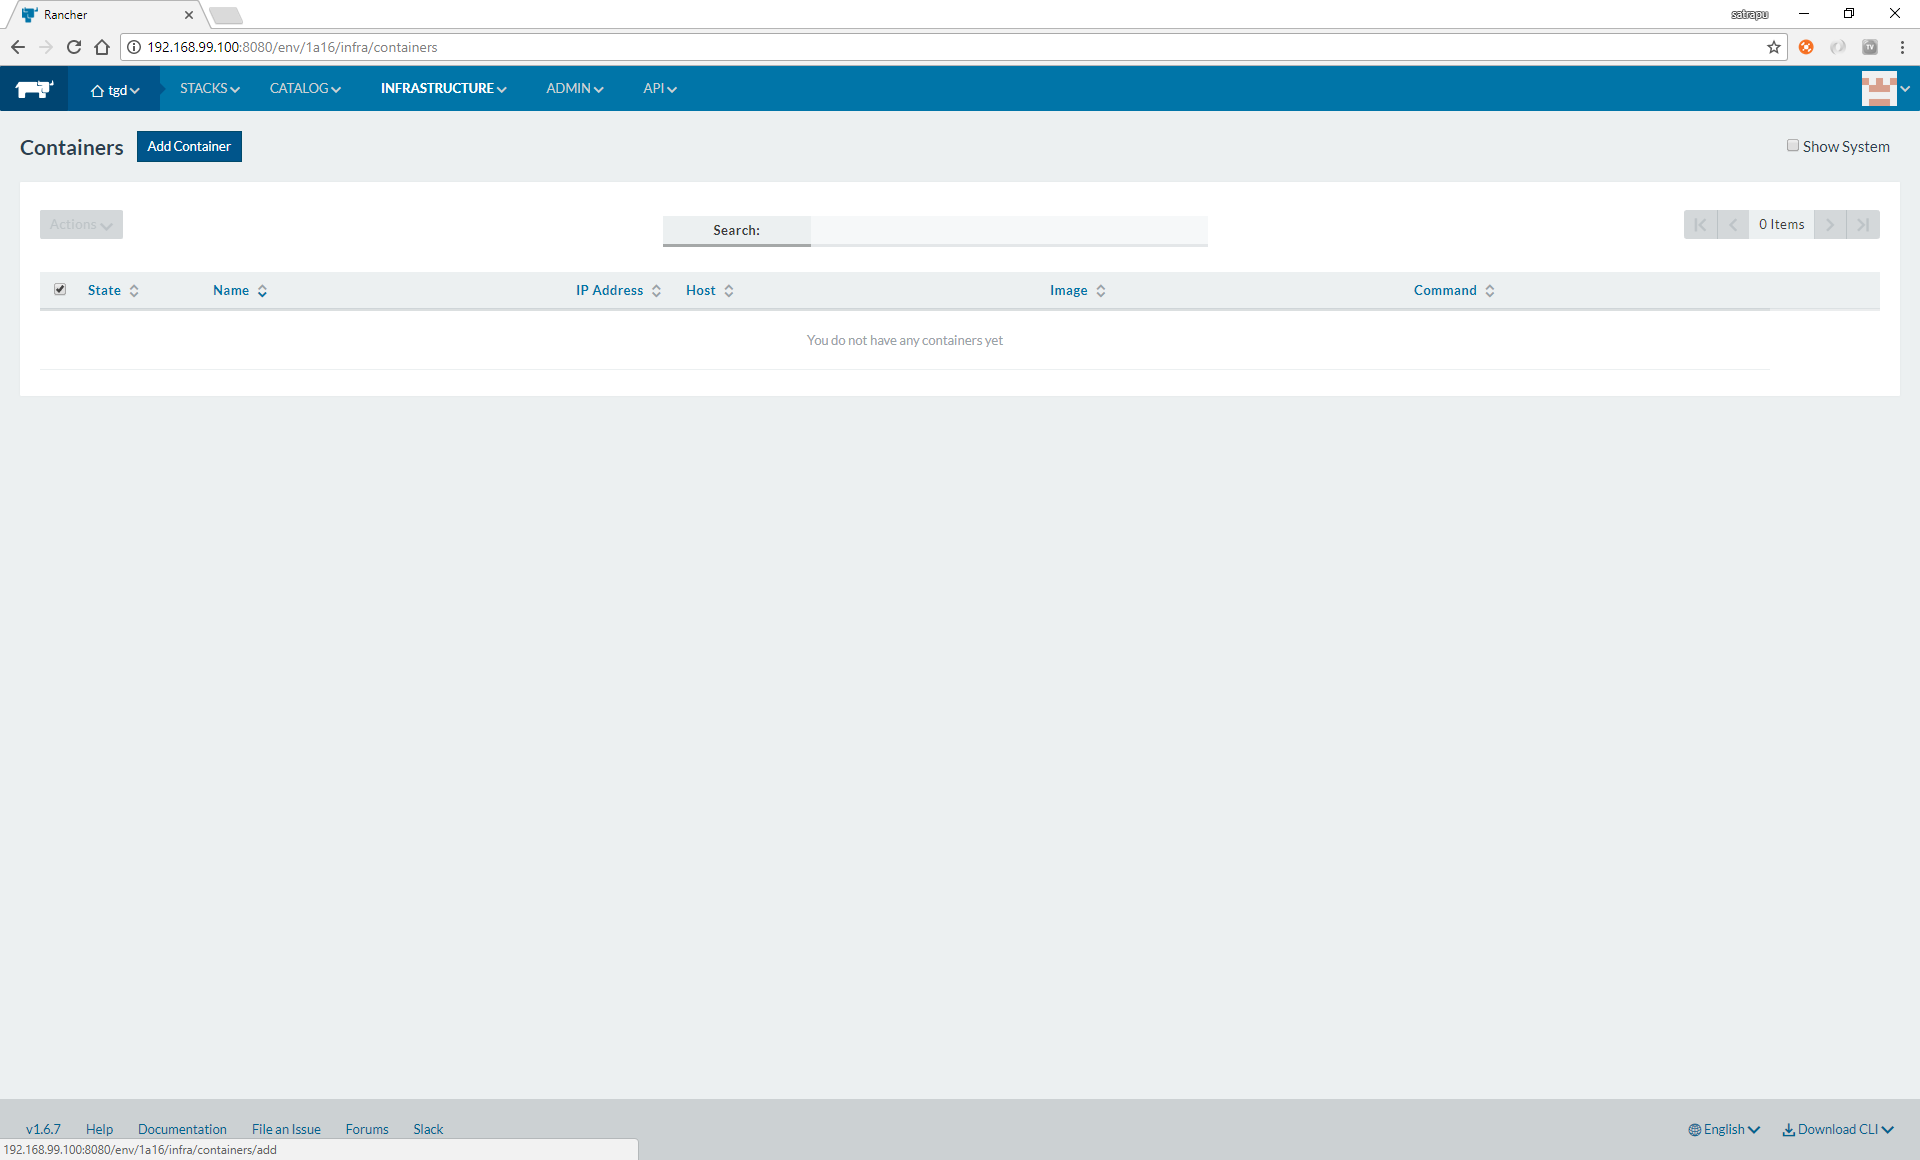 Rancher
satrapu
192.168.99.100:8080/env/1a16/infra/containers
TV
tgd STACKS CATALOG INFRASTRUCTURE ADMIN API
Containers Add Container Show System
Actions Search: 0 Items
State Name IP Address Host Image Command
You do not have any containers yet
v1.6.7 Help Documentation File an Issue Forums Slack English Download CLI
192.168.99.100:8080/env/1a16/infra/containers/add